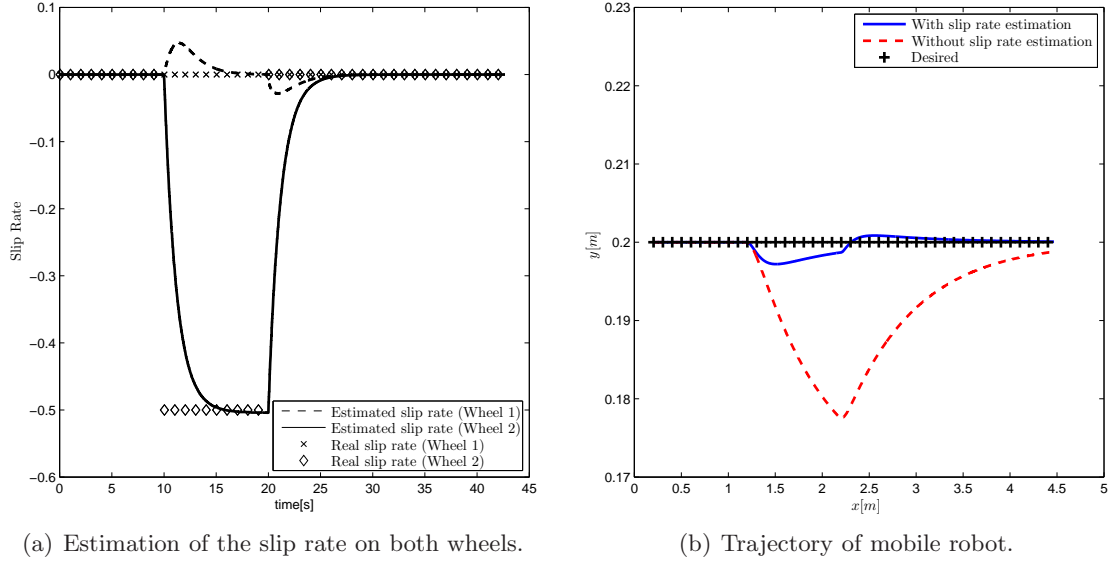 0.1
0
−0.1
−0.2
−0.3
−0.4
−0.5
−0.6
Slip Rate
0 5 10 15 20 25 30 35 40 45
time[s]
Estimated slip rate (Wheel 1)
Estimated slip rate (Wheel 2)
Real slip rate (Wheel 1)
Real slip rate (Wheel 2)
(a) Estimation of the slip rate on both wheels.
0.23
0.22
0.21
0.2
0.19
0.18
0.17
y[m]
0 0.5 1 1.5 2 2.5 3 3.5 4 4.5 5
x[m]
With slip rate estimation
Without slip rate estimation
Desired
(b) Trajectory of mobile robot.